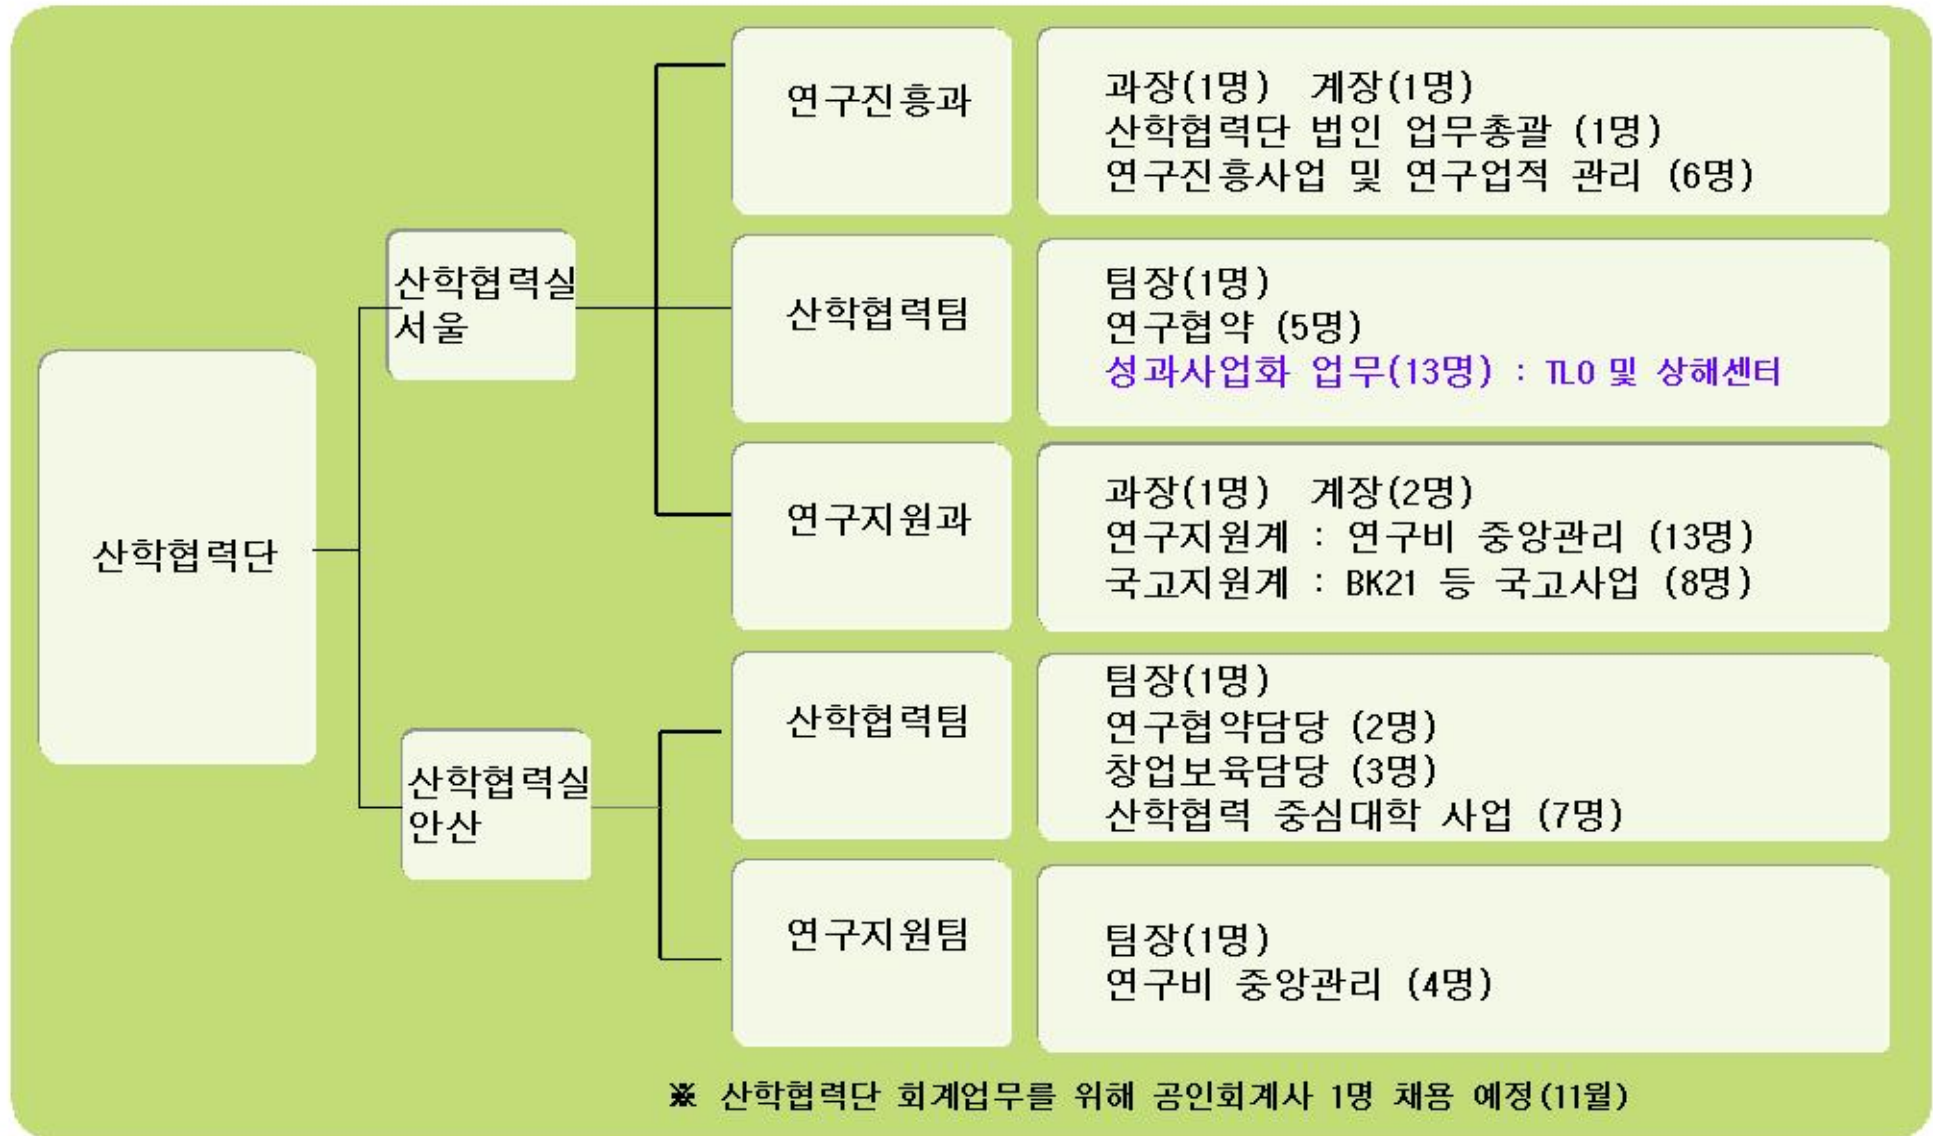 산학협력단
산학협력실
서울
연구진흥과
과장(1명) 계장(1명)
산학협력단 법인 업무총괄 (1명)
연구진흥사업 및 연구업적 관리 (6명)
산학협력팀
팀장(1명)
연구협약 (5명)
성과사업화 업무(13명) : TLO 및 상해센터
연구지원과
과장(1명) 계장(2명)
연구지원계 : 연구비 중앙관리 (13명)
국고지원계 : BK21 등 국고사업 (8명)
산학협력실
안산
산학협력팀
팀장(1명)
연구협약담당 (2명)
창업보육담당 (3명)
산학협력 중심대학 사업 (7명)
연구지원팀
팀장(1명)
연구비 중앙관리 (4명)
※ 산학협력단 회계업무를 위해 공인회계사 1명 채용 예정(11월)